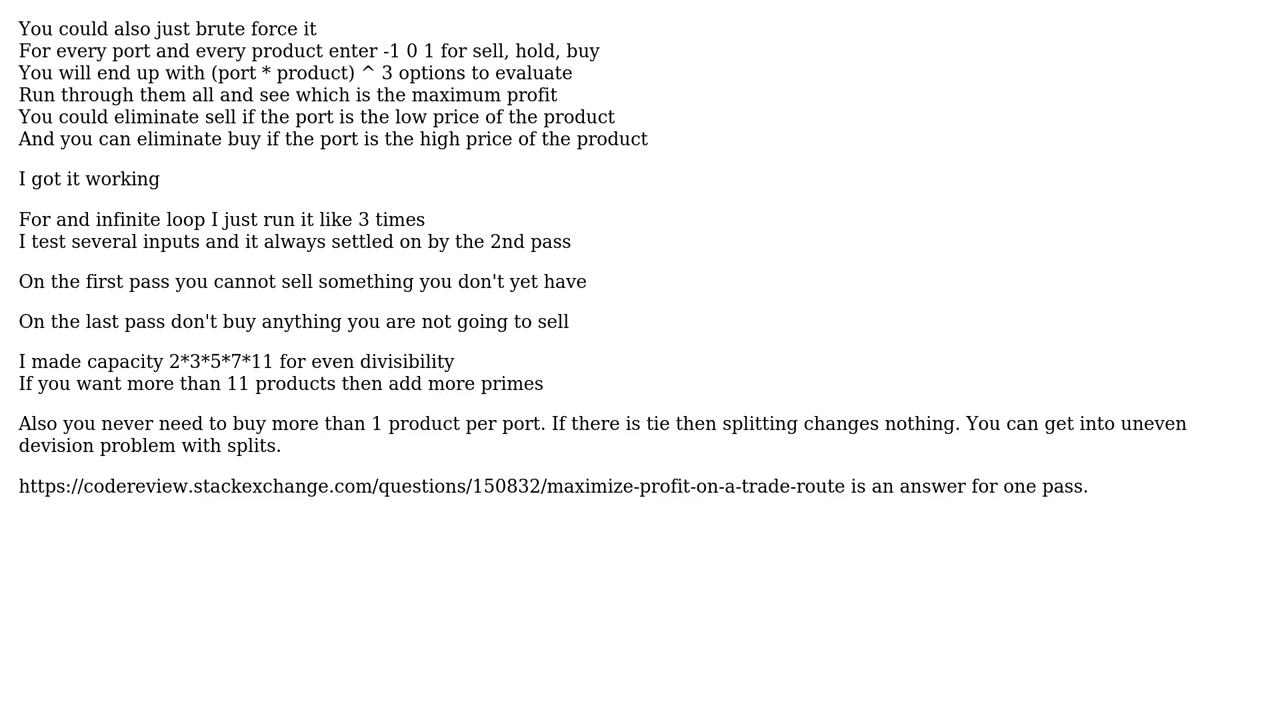 You could also just brute force it
For every port and every product enter -1 0 1 for sell, hold, buy
You will end up with (port * product) ^ 3 options to evaluate
Run through them all and see which is the maximum profit
You could eliminate sell if the port is the low price of the product
And you can eliminate buy if the port is the high price of the product
I got it working
For and infinite loop I just run it like 3 times
I test several inputs and it always settled on by the 2nd pass
On the first pass you cannot sell something you don't yet have
On the last pass don't buy anything you are not going to sell
I made capacity 2*3*5*7*11 for even divisibility
If you want more than 11 products then add more primes
Also you never need to buy more than 1 product per port. If there is tie then splitting changes nothing. You can get into uneven
devision problem with splits.
https://codereview.stackexchange.com/questions/150832/maximize-profit-on-a-trade-route is an answer for one pass.